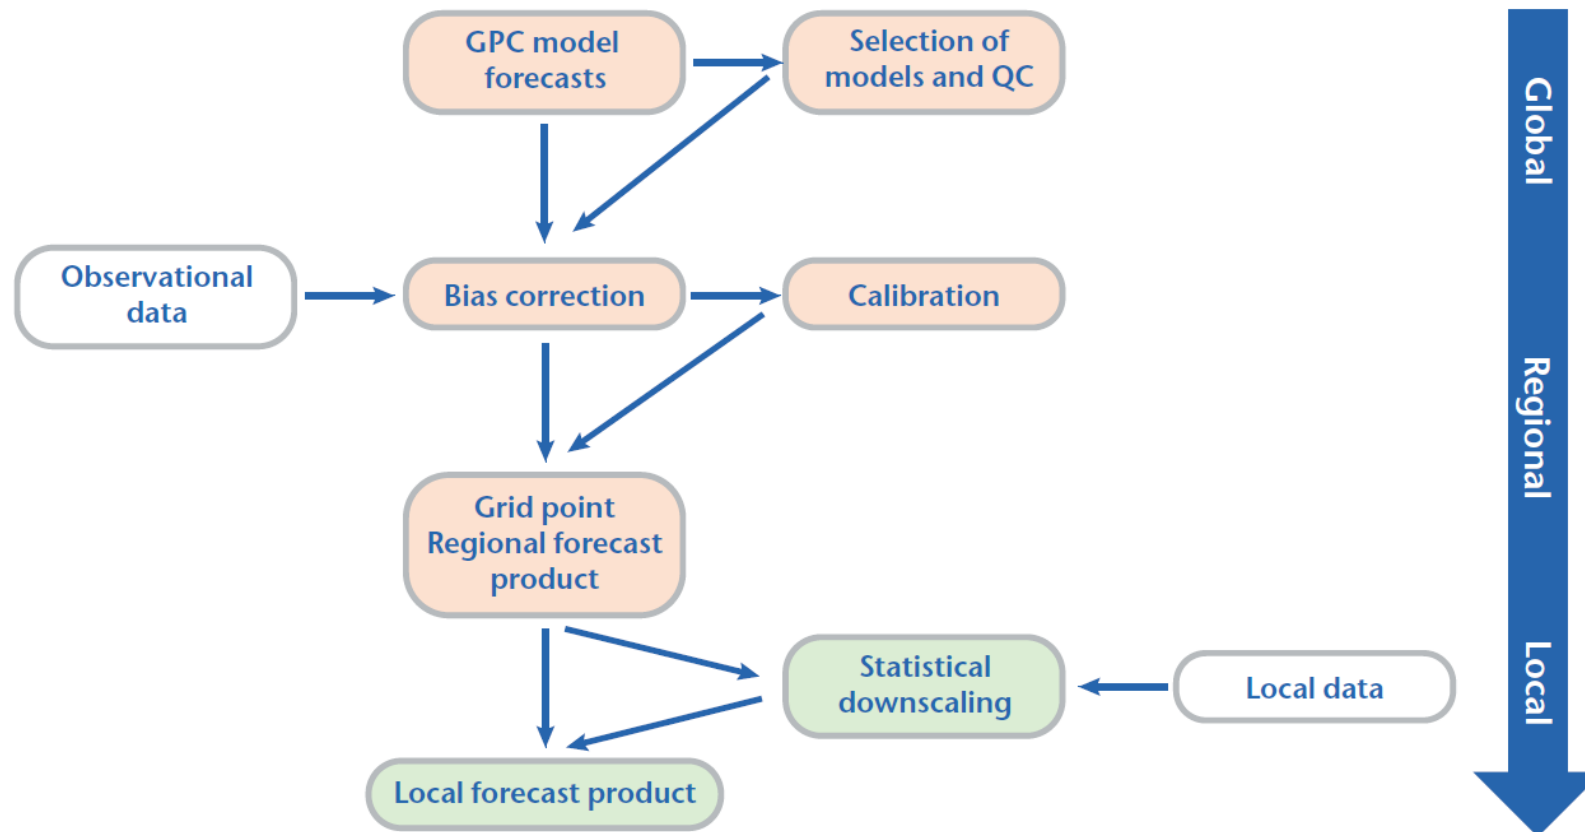 GPC model
forecasts
Selection of
models and QC
Global
Observational
data
Bias correction
Calibration
Regional
Grid point
Regional forecast
product
Statistical
downscaling
Local data
Local
Local forecast product